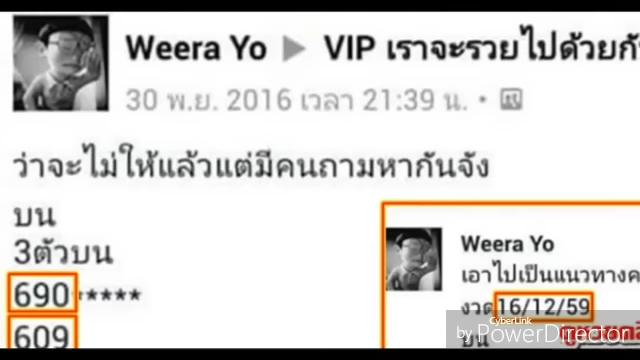 Weera Yo ▶ VIP เราจะรวยไปด้วยกั
30 พ.ย. 2016 เวลา 21:39 น. •
ว่าจะไม่ให้แล้วแต่มีคนถามหากันจัง
บน
3ตัวบน
690*****
609
Weera Yo
เอาไปเป็นแนวทางค
งวด16/12/59
บน
CyberLink
by PowerDirector